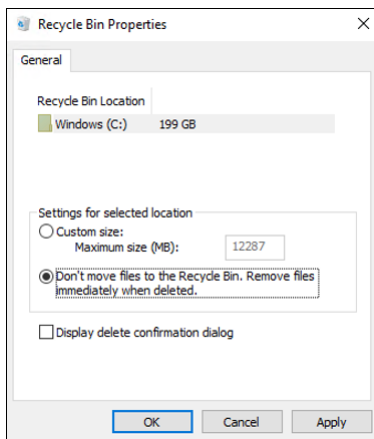 Recycle Bin Properties
General
Recycle Bin Location
Windows (C:) 199 GB
Settings for selected location
Custom size:
Maximum size (MB): 12287
Don't move files to the Recycle Bin. Remove files
immediately when deleted.
Display delete confirmation dialog
OK Cancel Apply